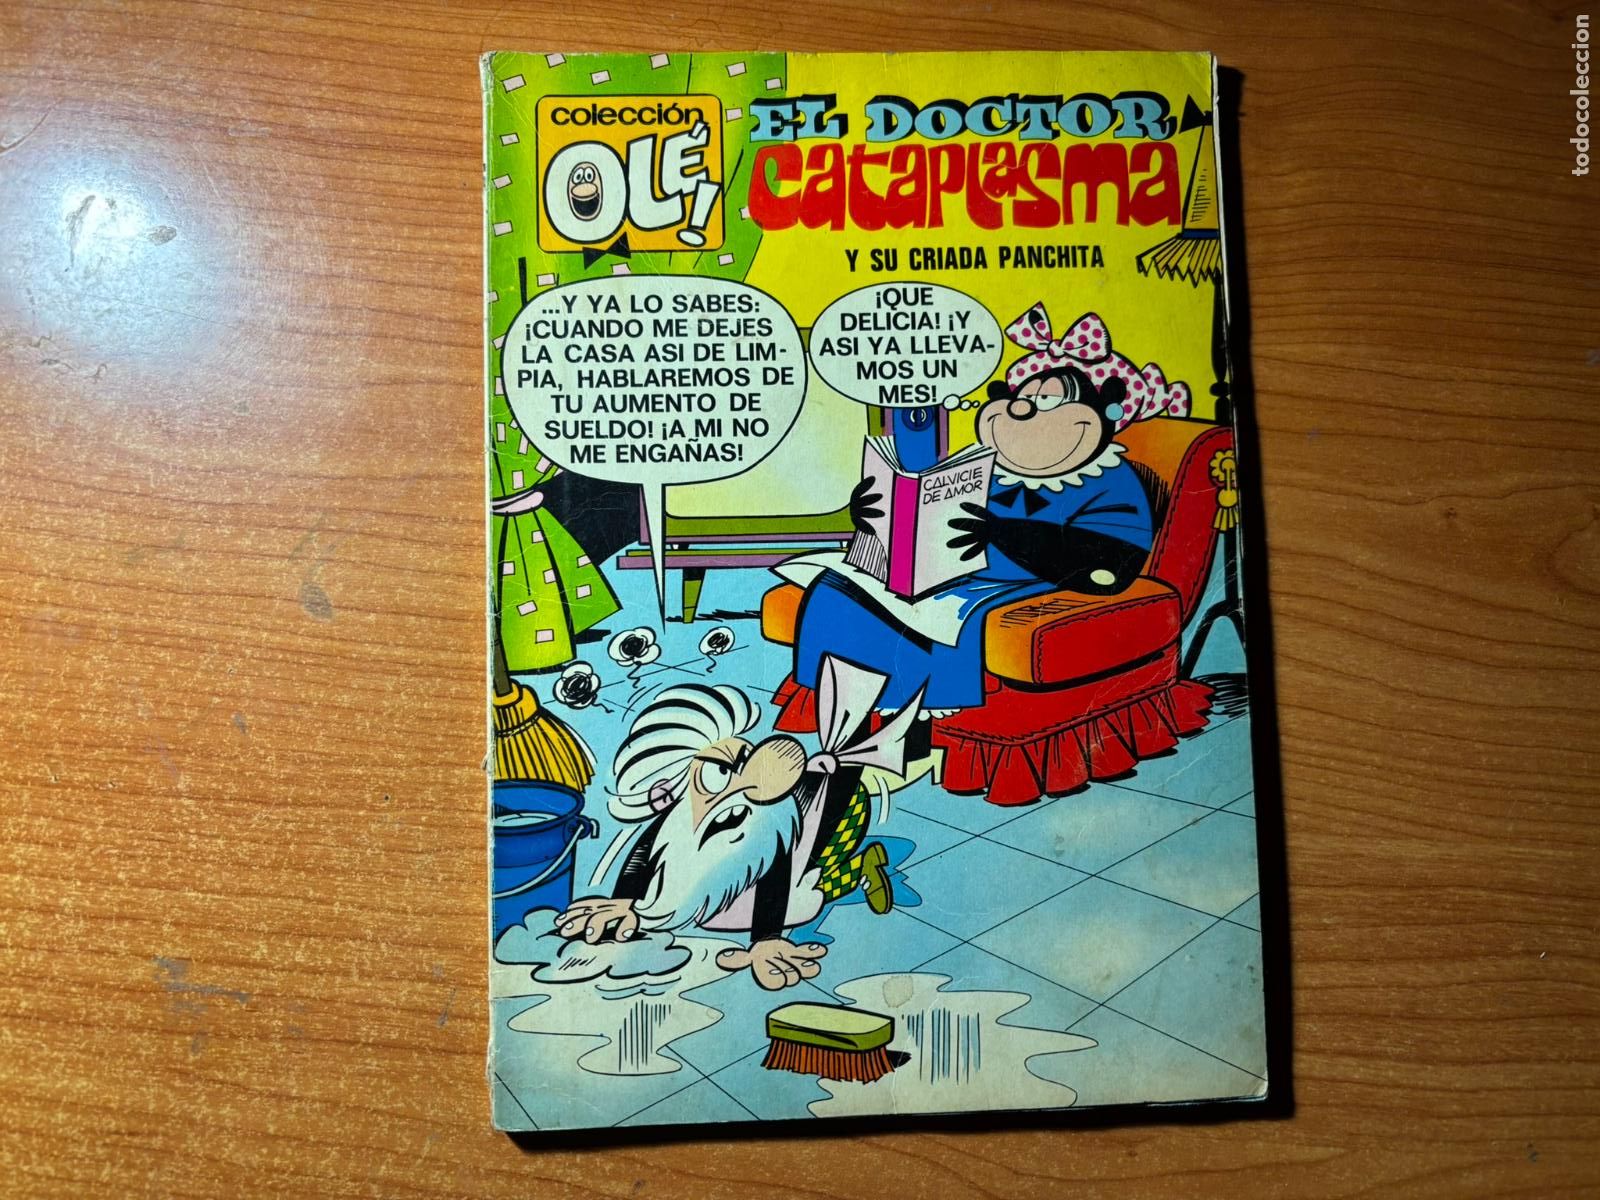 colección
OLÉ!
EL DOCTOR
cataplasma
Y SU CRIADA PANCHITA
...Y YA LO SABES:
¡CUANDO ME DEJES
LA CASA ASI DE LIM-
PIA, HABLAREMOS DE
TU AUMENTO DE
SUELDO! ¡A MI NO
ME ENGAÑAS!
¡QUE
DELICIA! ¡Y
ASI YA LLEVA-
MOS UN
MES!
CALVICIE
DE AMOR
todocoleccion